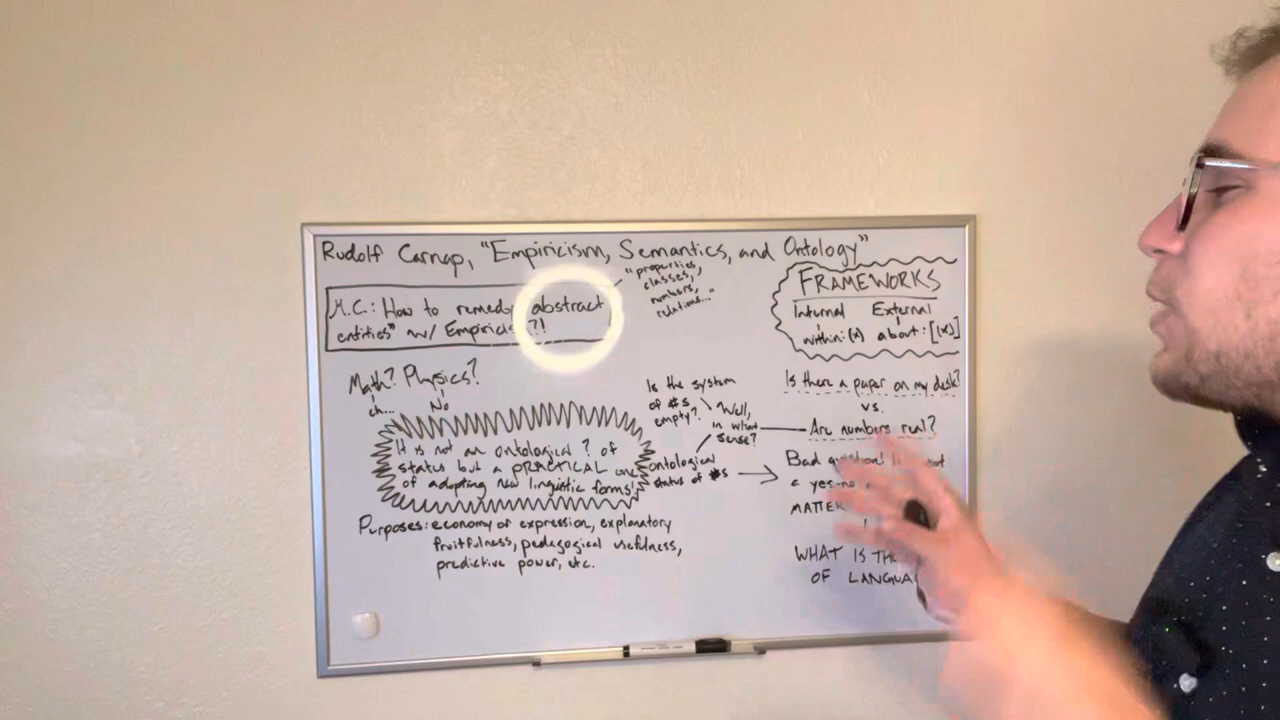 Rudolf Carnap, "Empiricism, Semantics, and Ontology"
"properties,
classes,
numbers,
relations..."
M.C.: How to remedy abstract
entities" w/ Empiricis ?!
FRAMEWORKS
Internal External
within: (x) about: [(x)]
Math? Physics?
eh... No
It is not an ontological ? of
status but a PRACTICAL one
of adopting new linguistic forms!
Purposes: economy of expression, explanatory
fruitfulness, pedagogical usefulness,
predictive power, etc.
Is the system
of #s
empty?
Well,
in what
sense?
ontological
status of #s
Is there a paper on my desk?
vs.
Are numbers real?
Bad question! not
a yes-no
MATTER
WHAT IS THE
OF